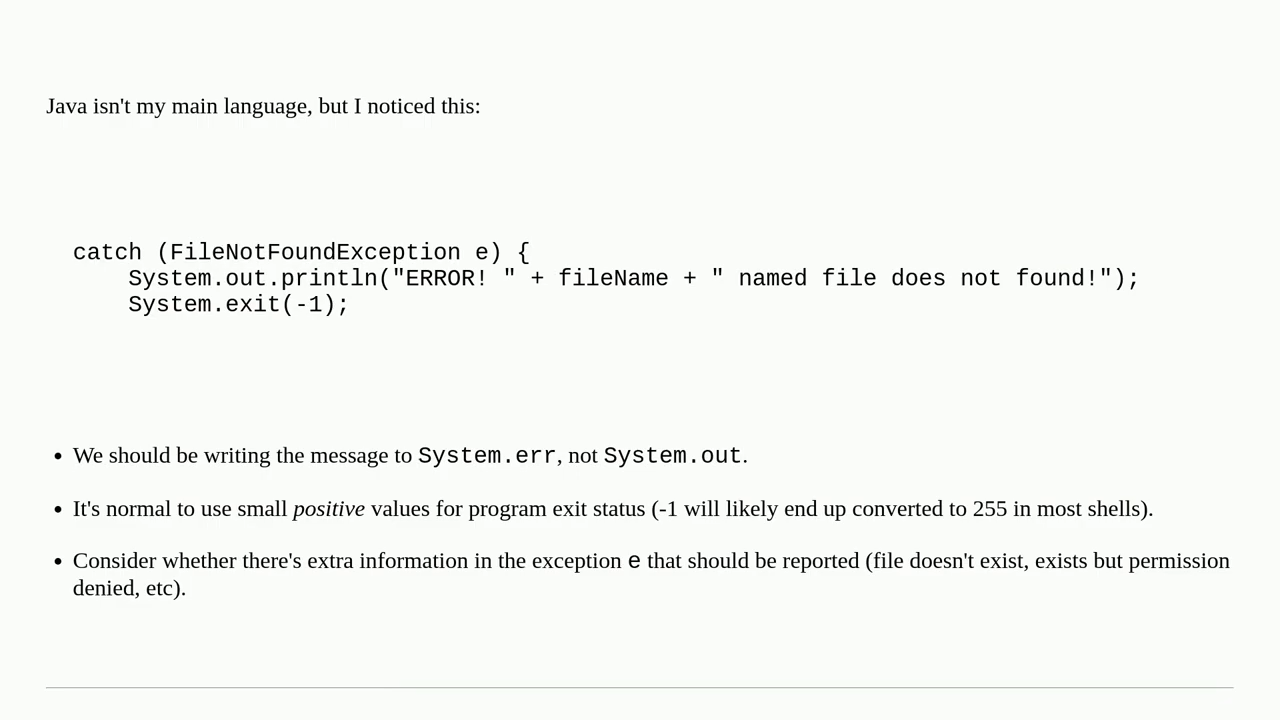 Java isn't my main language, but I noticed this:
catch (FileNotFoundException e) {
    System.out.println("ERROR! " + fileName + " named file does not found!");
    System.exit(-1);
• We should be writing the message to System.err, not System.out.
• It's normal to use small positive values for program exit status (-1 will likely end up converted to 255 in most shells).
• Consider whether there's extra information in the exception e that should be reported (file doesn't exist, exists but permission
denied, etc).